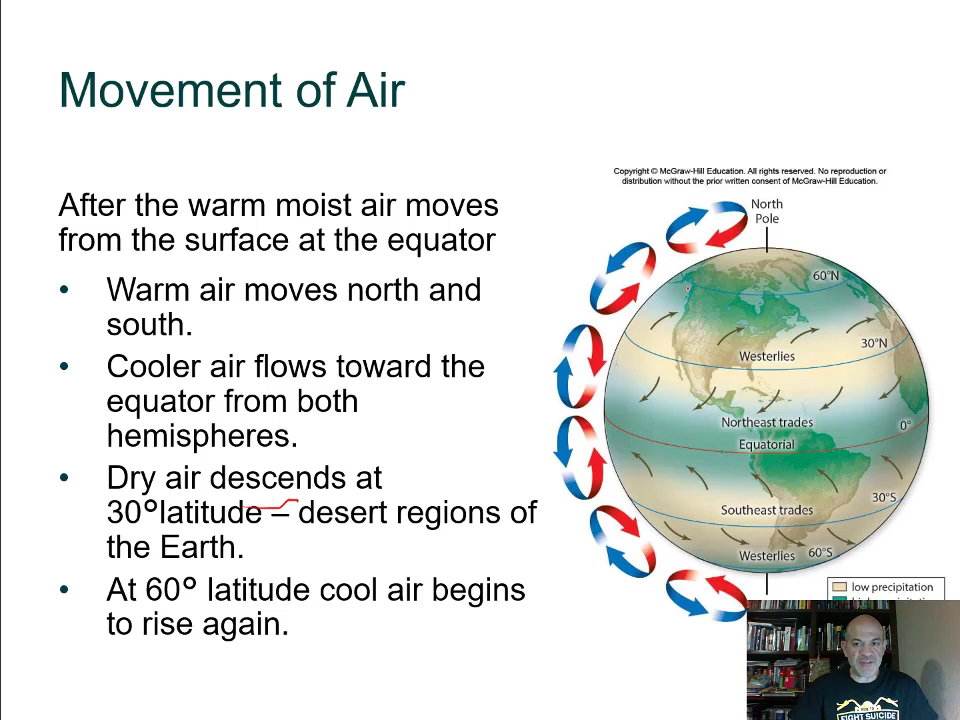 Movement of Air
Copyright © McGraw-Hill Education. All rights reserved. No reproduction or
distribution without the prior written consent of McGraw-Hill Education.
After the warm moist air moves
from the surface at the equator
• Warm air moves north and
south.
• Cooler air flows toward the
equator from both
hemispheres.
• Dry air descends at
30°latitude – desert regions of
the Earth.
• At 60° latitude cool air begins
to rise again.
North
Pole
60°N
30°N
Westerlies
Northeast trades
0°
Equatorial
30°S
Southeast trades
60°S
Westerlies
low precipitation
FIGHT SUICIDE